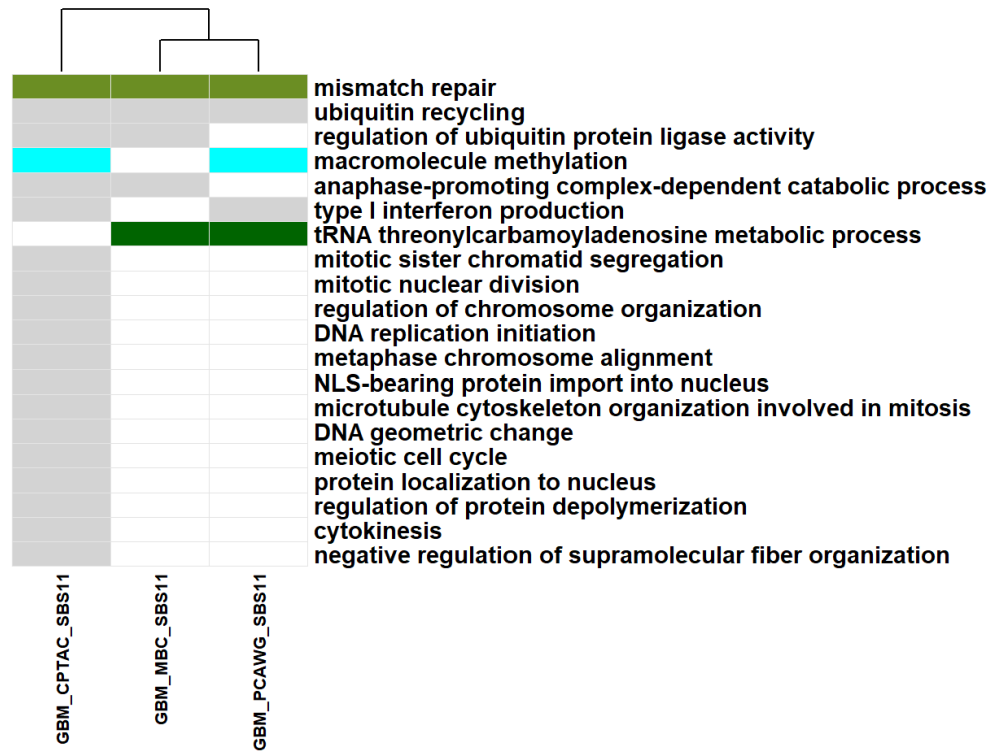 mismatch repair
ubiquitin recycling
regulation of ubiquitin protein ligase activity
macromolecule methylation
anaphase-promoting complex-dependent catabolic process
type I interferon production
tRNA threonylcarbamoyladenosine metabolic process
mitotic sister chromatid segregation
mitotic nuclear division
regulation of chromosome organization
DNA replication initiation
metaphase chromosome alignment
NLS-bearing protein import into nucleus
microtubule cytoskeleton organization involved in mitosis
DNA geometric change
meiotic cell cycle
protein localization to nucleus
regulation of protein depolymerization
cytokinesis
negative regulation of supramolecular fiber organization
GBM_CPTAC_SBS11
GBM_MBC_SBS11
GBM_PCAWG_SBS11